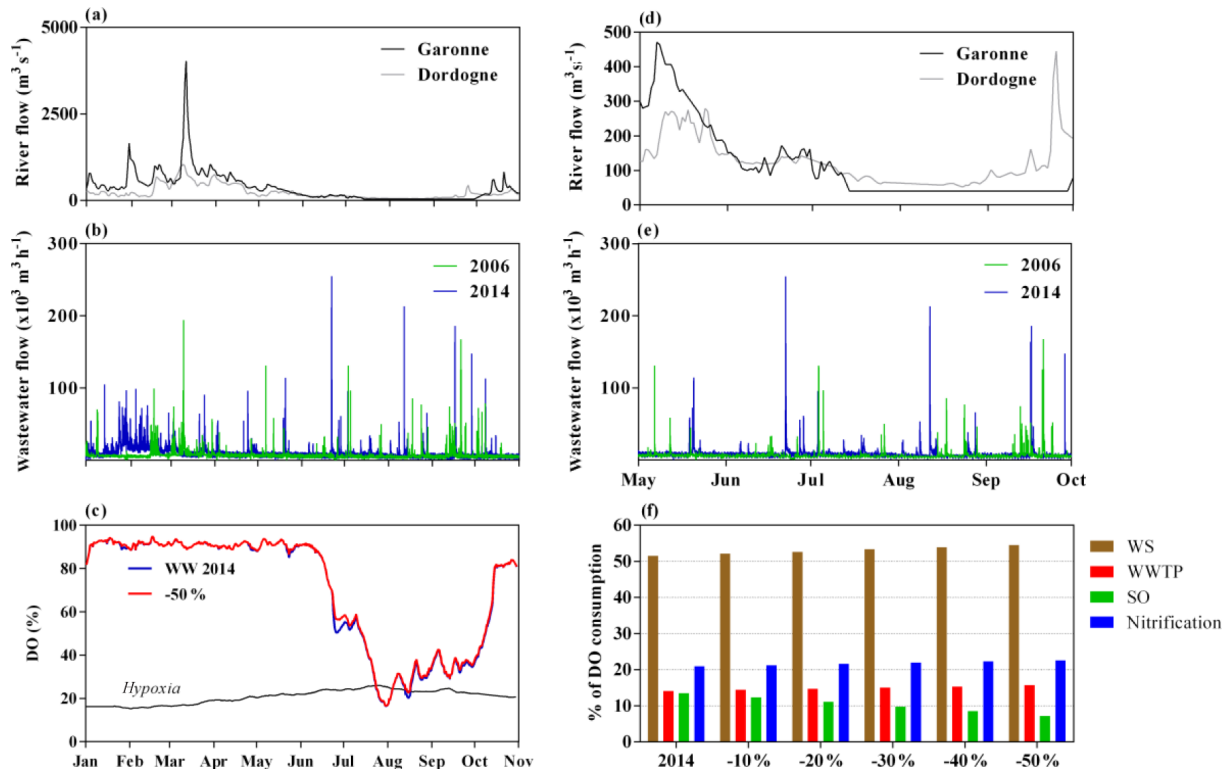 (a)
5000
2500
0
River flow (m³ s⁻¹)
Garonne
Dordogne
(b)
300
200
100
Wastewater flow (x10³ m³ h⁻¹)
2006
2014
(c)
100
80
60
40
20
0
DO (%)
WW 2014
-50 %
Hypoxia
Jan Feb Mar Apr May Jun Jul Aug Sep Oct Nov
(d)
500
400
300
200
100
0
River flow (m³ s⁻¹)
Garonne
Dordogne
(e)
300
200
100
Wastewater flow (x10³ m³ h⁻¹)
2006
2014
May Jun Jul Aug Sep Oct
(f)
60
50
40
30
20
10
0
% of DO consumption
2014 -10% -20% -30% -40% -50%
WS
WWTP
SO
Nitrification